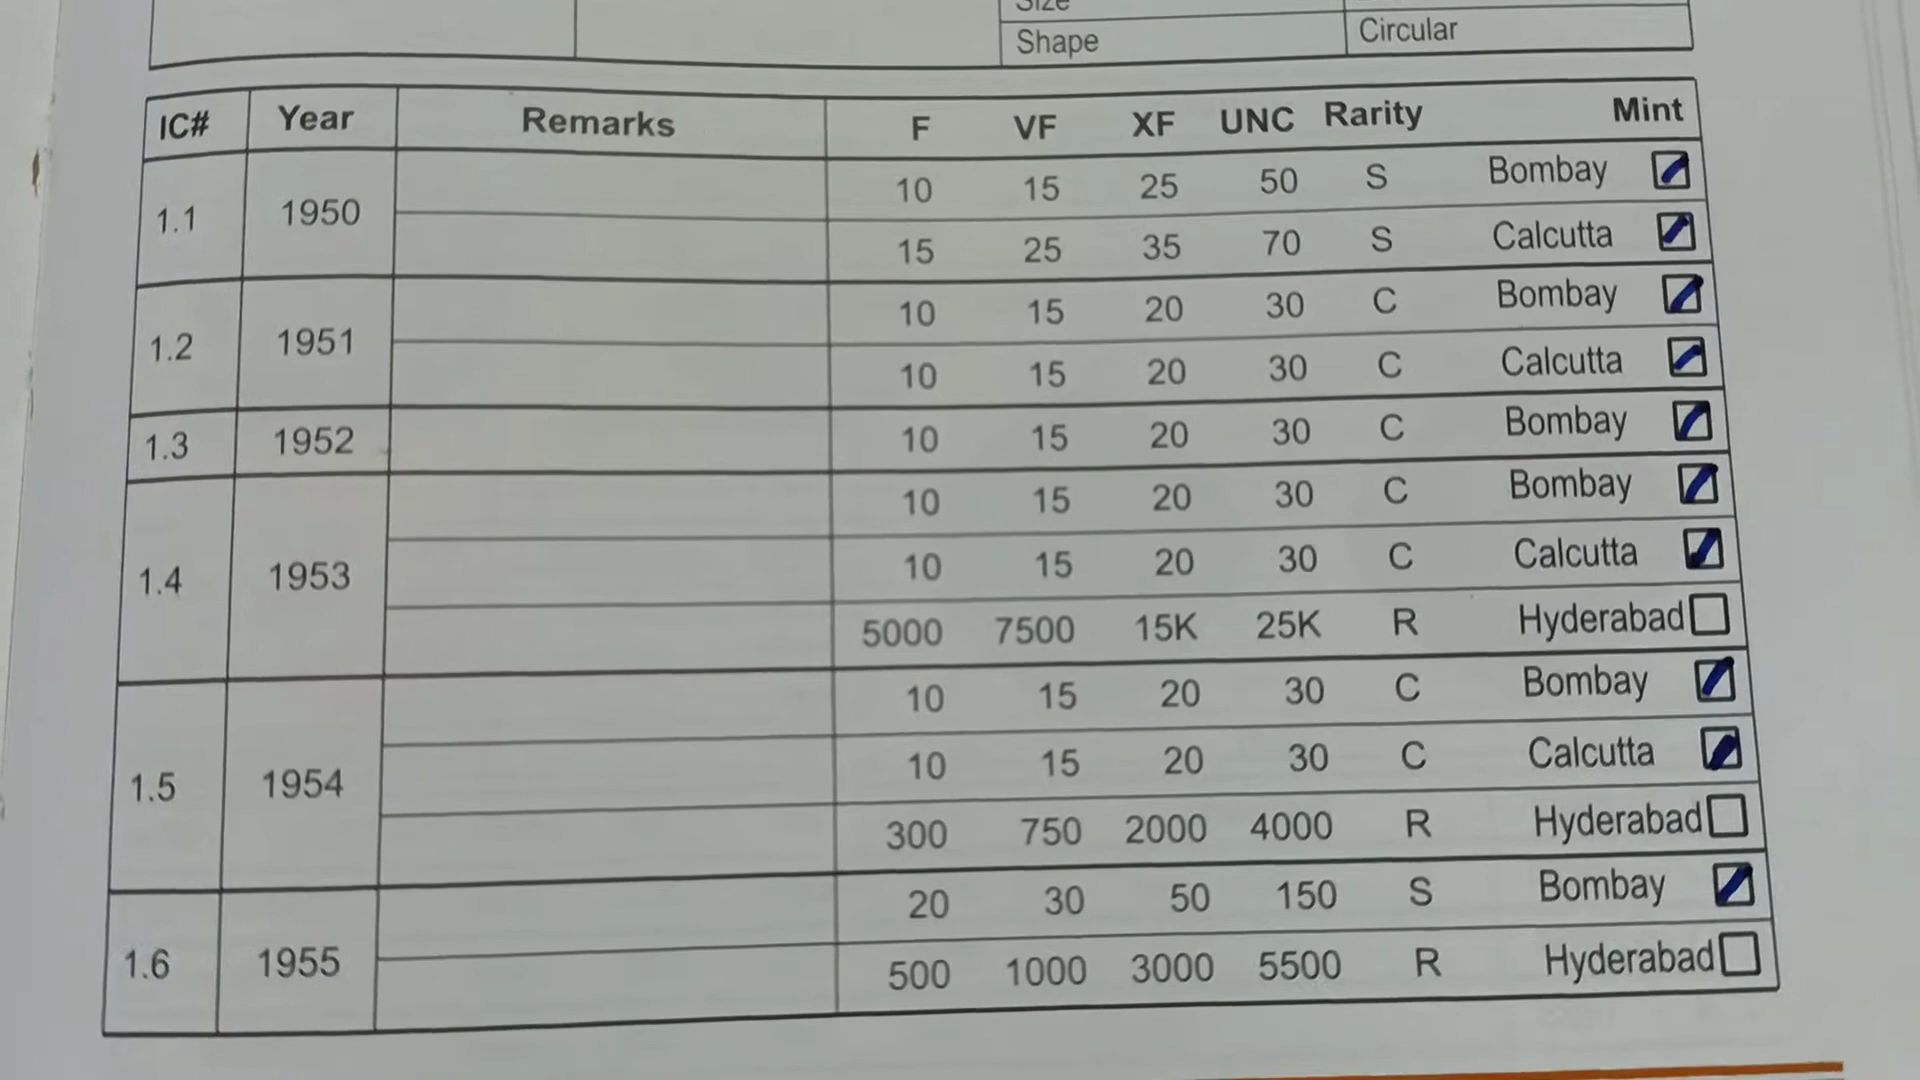 Size
Shape Circular
IC# Year Remarks F VF XF UNC Rarity Mint
1.1 1950 10 15 25 50 S Bombay
15 25 35 70 S Calcutta
1.2 1951 10 15 20 30 C Bombay
10 15 20 30 C Calcutta
1.3 1952 10 15 20 30 C Bombay
1.4 1953 10 15 20 30 C Bombay
10 15 20 30 C Calcutta
5000 7500 15K 25K R Hyderabad
1.5 1954 10 15 20 30 C Bombay
10 15 20 30 C Calcutta
300 750 2000 4000 R Hyderabad
1.6 1955 20 30 50 150 S Bombay
500 1000 3000 5500 R Hyderabad